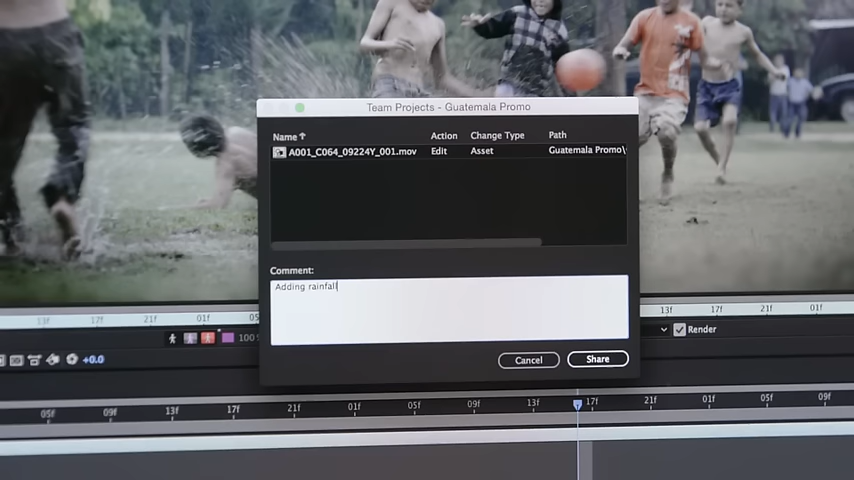 Team Projects - Guatemala Promo
Name Action Change Type Path
A001_C064_09224Y_001.mov Edit Asset Guatemala Promo\
Comment:
Adding rainfall
Cancel Share
13f 17f 21f 01f 13f 17f 21f 01f
100 Render
+0.0
05f 09f 13f 17f 21f 01f 05f 09f 13f 17f 21f 01f 05f 09f